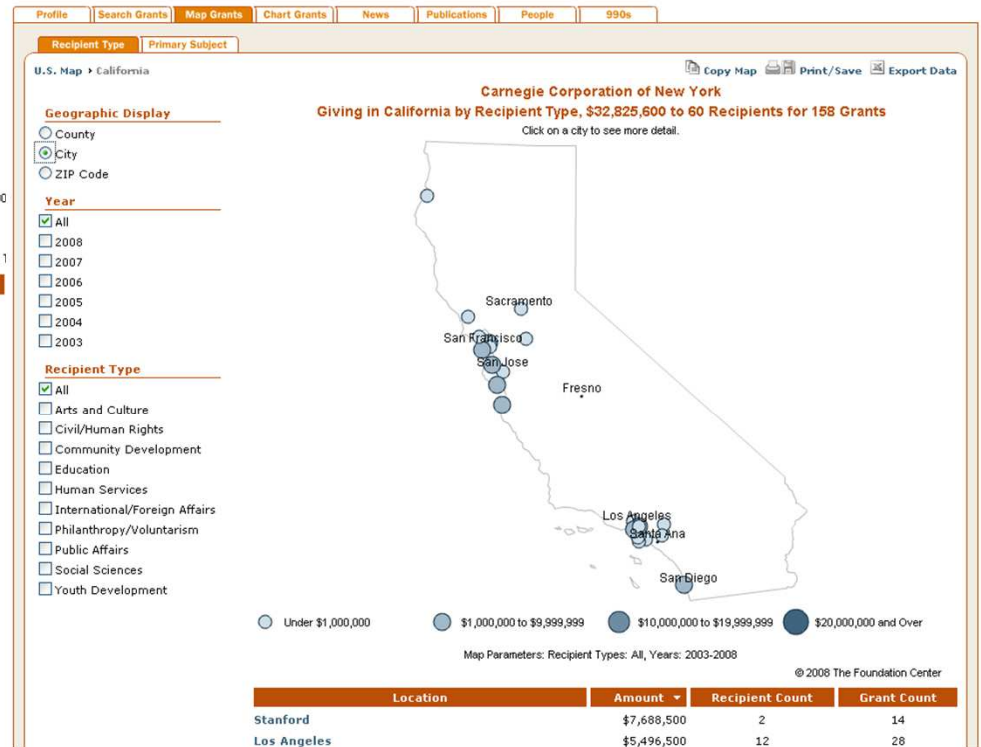 Profile Search Grants Map Grants Chart Grants News Publications People 990s
Recipient Type Primary Subject
U.S. Map California
Copy Map Print/Save Export Data
Carnegie Corporation of New York
Giving in California by Recipient Type, $32,825,600 to 60 Recipients for 158 Grants
Click on a city to see more detail.
Geographic Display
County
City
ZIP Code
Year
All
2008
2007
2006
2005
2004
2003
Recipient Type
All
Arts and Culture
Civil/Human Rights
Community Development
Education
Human Services
International/Foreign Affairs
Philanthropy/Voluntarism
Public Affairs
Social Sciences
Youth Development
Sacramento
San Francisco
San Jose
Fresno
Los Angeles
Santa Ana
San Diego
Under $1,000,000 $1,000,000 to $9,999,999 $10,000,000 to $19,999,999 $20,000,000 and Over
Map Parameters: Recipient Types: All, Years: 2003-2008
© 2008 The Foundation Center
Location Amount Recipient Count Grant Count
Stanford $7,688,500 2 14
Los Angeles $5,496,500 12 28